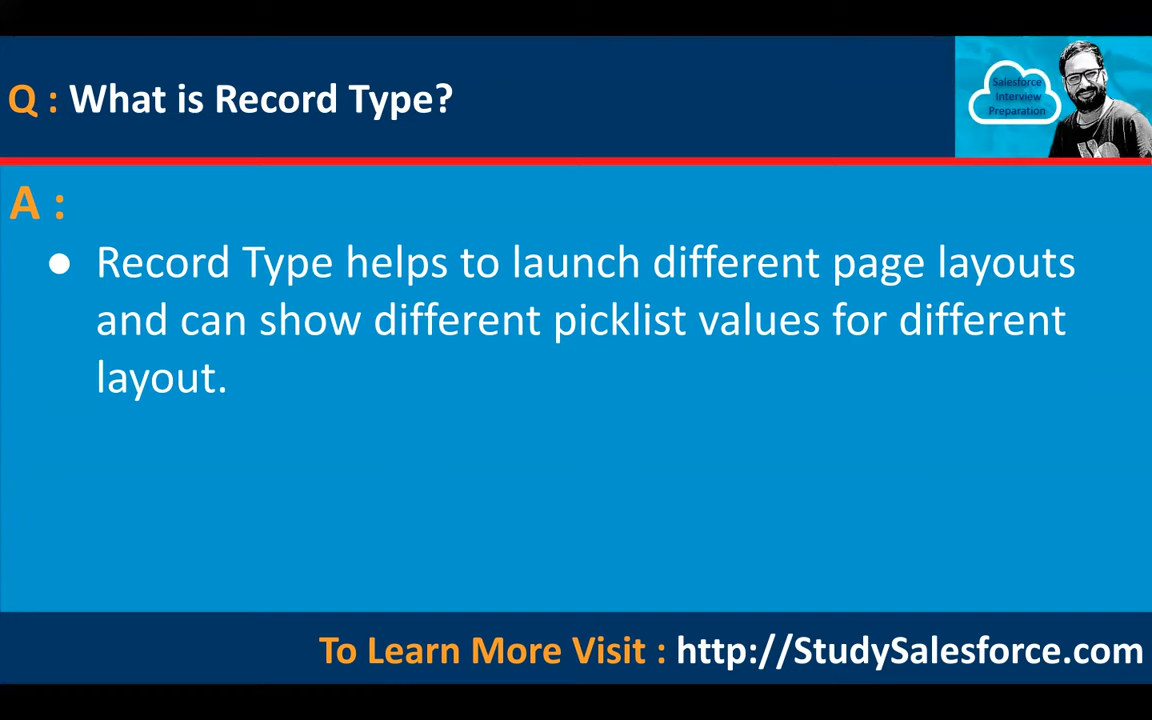 Q : What is Record Type?
Salesforce
Interview
Preparation
A :
● Record Type helps to launch different page layouts
and can show different picklist values for different
layout.
To Learn More Visit : http://StudySalesforce.com